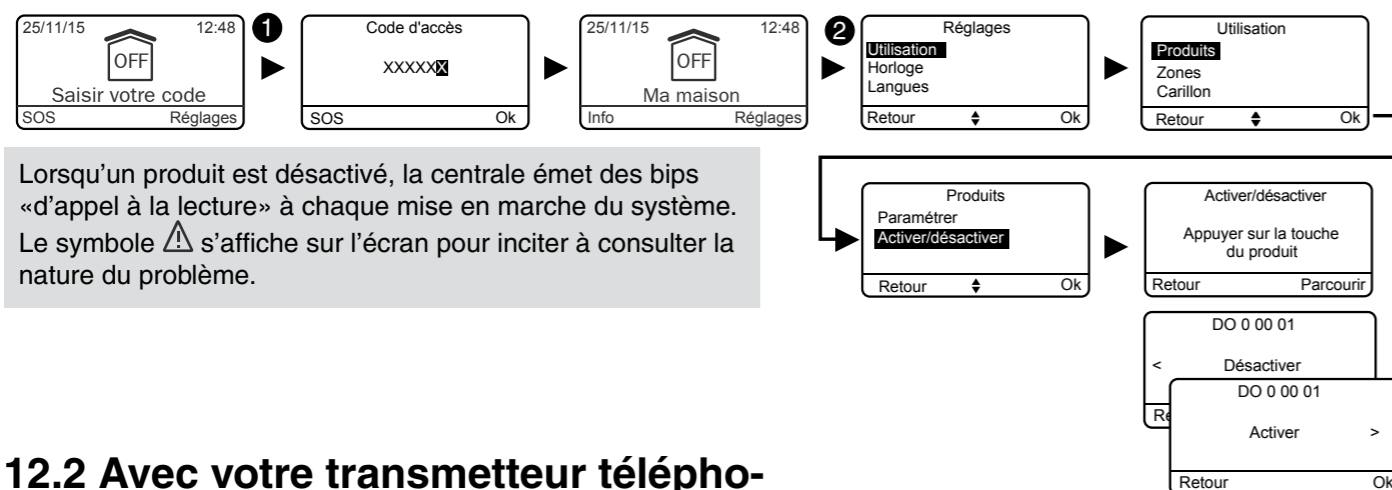 25/11/15 12:48
OFF
Saisir votre code
SOS Réglages
1
Code d'accès
XXXXXX
SOS Ok
25/11/15 12:48
OFF
Ma maison
Info Réglages
2
Réglages
Utilisation
Horloge
Langues
Retour Ok
Utilisation
Produits
Zones
Carillon
Retour Ok
Lorsqu'un produit est désactivé, la centrale émet des bips
«d'appel à la lecture» à chaque mise en marche du système.
Le symbole s'affiche sur l'écran pour inciter à consulter la
nature du problème.
Produits
Paramétrer
Activer/désactiver
Retour Ok
Activer/désactiver
Appuyer sur la touche
du produit
Retour Parcourir
DO 0 00 01
< Désactiver
Re
DO 0 00 01
Activer >
Retour Ok
12.2 Avec votre transmetteur télépho-